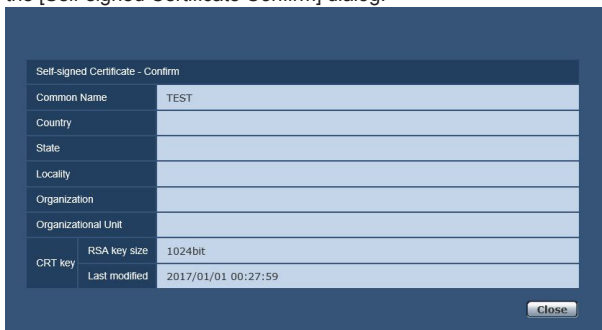 the [Self-signed Certificate Confirm] dialog.
Self-signed Certificate - Confirm
Common Name TEST
Country
State
Locality
Organization
Organizational Unit
CRT key RSA key size 1024bit
Last modified 2017/01/01 00:27:59
Close